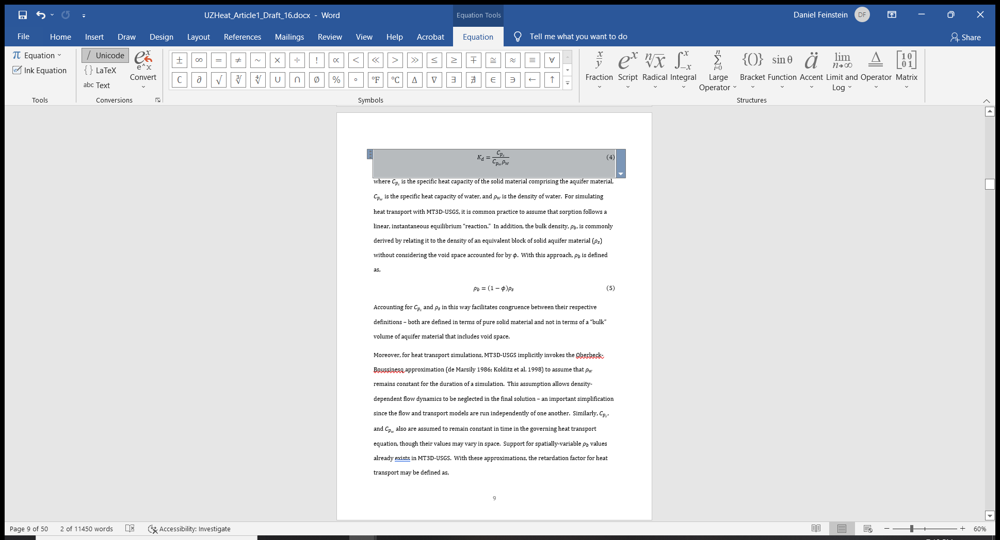 UZHeat_Article1_Draft_16.docx - Word
Equation Tools
Daniel Feinstein
DF
File Home Insert Draw Design Layout References Mailings Review View Help Acrobat Equation Tell me what you want to do Share
Equation
Ink Equation
Tools
Unicode
{ } LaTeX
abc Text
e^x
Convert
Conversions
± ∞ = ≠ ~ × ÷ ! ∝ < ≪ > ≫ ≤ ≥ ∓ ≅ ≈ ≡ ∀
∁ ∂ √ ∛ ∜ ∪ ∩ ∅ % ° °F °C ∆ ∇ ∃ ∄ ∈ ∋ ← ↑
Symbols
Fraction Script Radical Integral Large Operator Bracket Function Accent Limit and Log Operator Matrix
Structures
K_d = C_{p_s} / (C_{p_w} ρ_w) (4)
where C_{p_s} is the specific heat capacity of the solid material comprising the aquifer material,
C_{p_w} is the specific heat capacity of water, and ρ_w is the density of water. For simulating
heat transport with MT3D-USGS, it is common practice to assume that sorption follows a
linear, instantaneous equilibrium “reaction.” In addition, the bulk density, ρ_b, is commonly
derived by relating it to the density of an equivalent block of solid aquifer material (ρ_s)
without considering the void space accounted for by ϕ. With this approach, ρ_b is defined
as,
ρ_b = (1 − ϕ)ρ_s (5)
Accounting for C_{p_s} and ρ_s in this way facilitates congruence between their respective
definitions – both are defined in terms of pure solid material and not in terms of a “bulk”
volume of aquifer material that includes void space.
Moreover, for heat transport simulations, MT3D-USGS implicitly invokes the Oberbeck-
Boussinesq approximation (de Marsily 1986; Kolditz et al. 1998) to assume that ρ_w
remains constant for the duration of a simulation. This assumption allows density-
dependent flow dynamics to be neglected in the final solution – an important simplification
since the flow and transport models are run independently of one another. Similarly, C_{p_s},
and C_{p_w} also are assumed to remain constant in time in the governing heat transport
equation, though their values may vary in space. Support for spatially-variable ρ_b values
already exists in MT3D-USGS. With these approximations, the retardation factor for heat
transport may be defined as,
9
Page 9 of 50 2 of 11450 words Accessibility: Investigate 60%